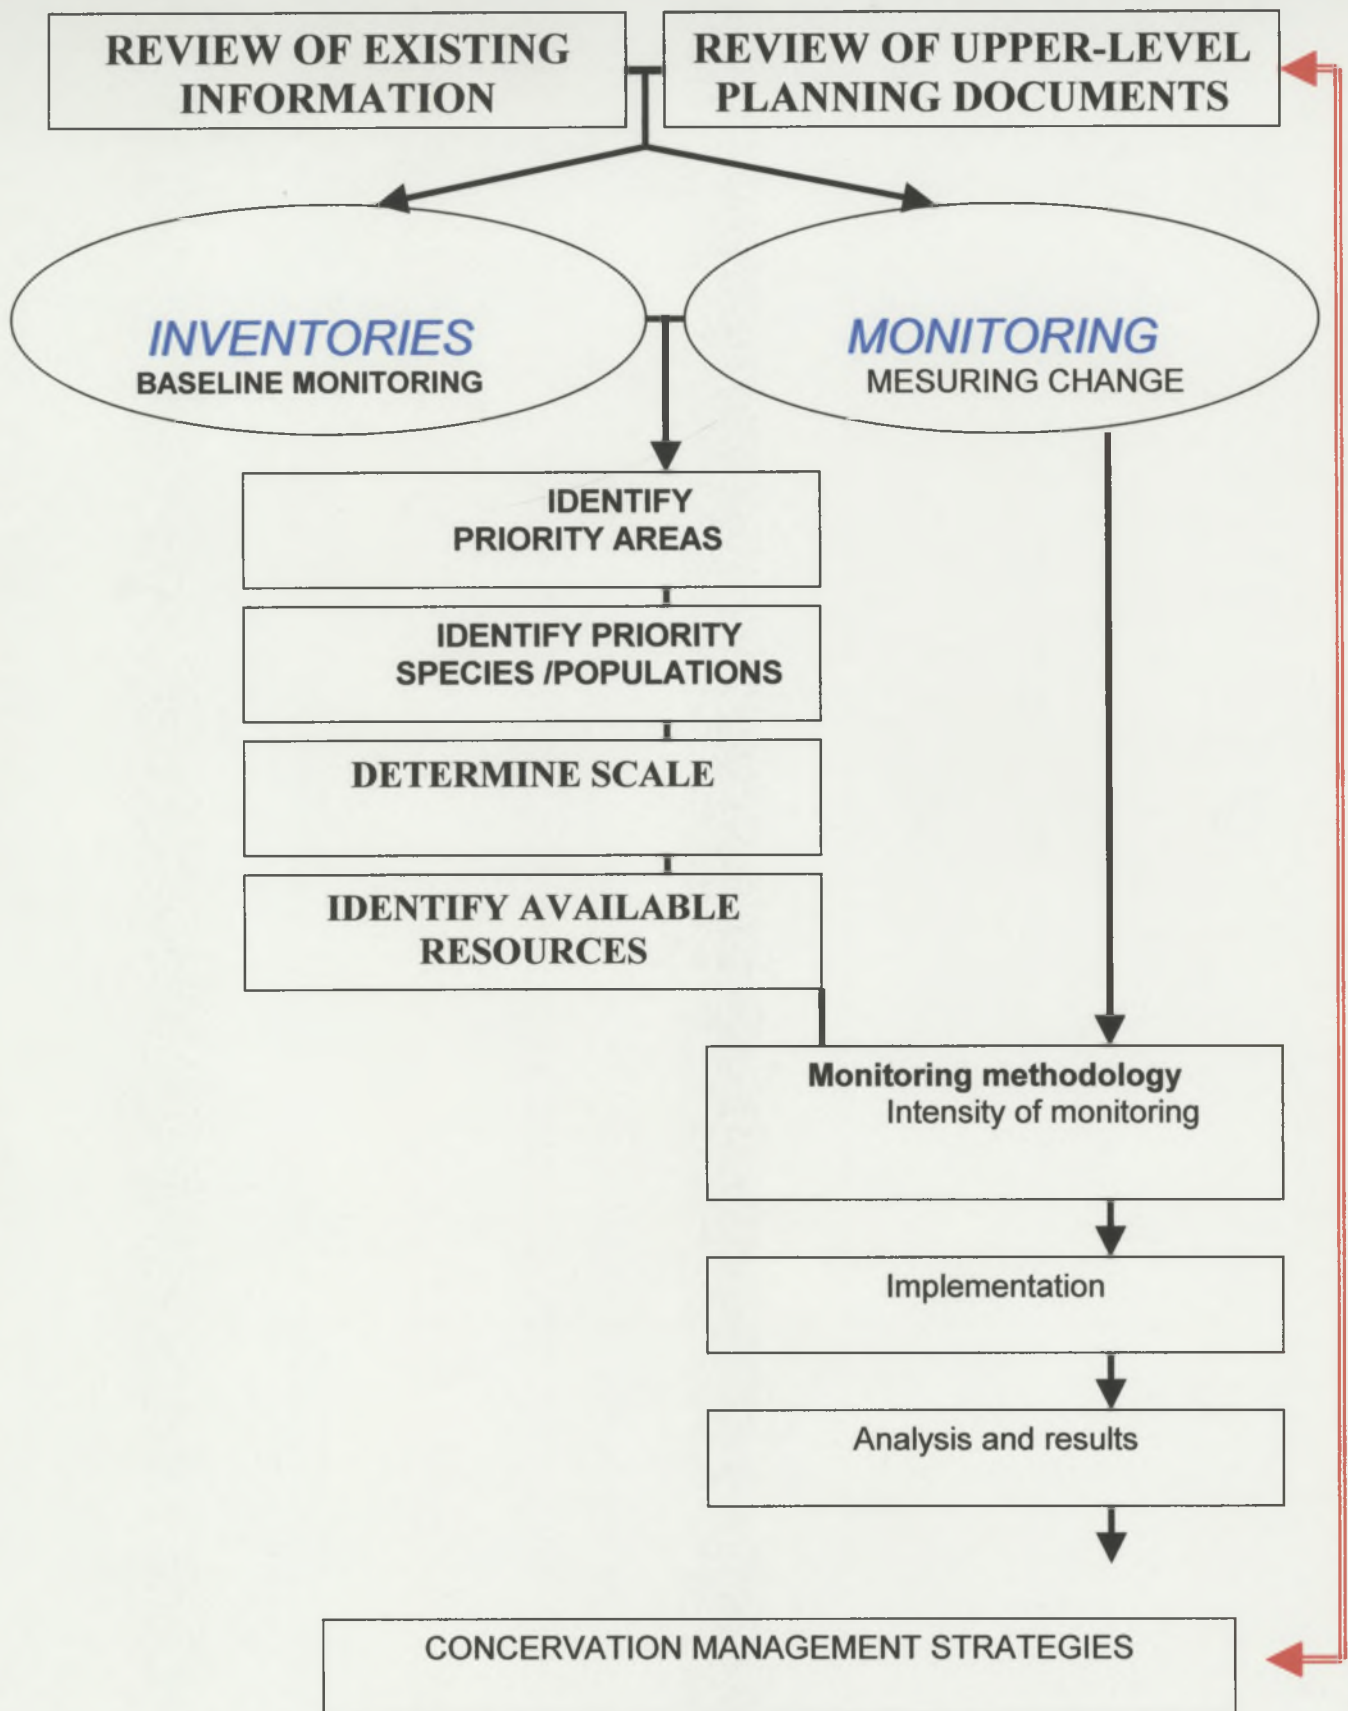 REVIEW OF EXISTING
INFORMATION
REVIEW OF UPPER-LEVEL
PLANNING DOCUMENTS
INVENTORIES
BASELINE MONITORING
MONITORING
MESURING CHANGE
IDENTIFY
PRIORITY AREAS
IDENTIFY PRIORITY
SPECIES /POPULATIONS
DETERMINE SCALE
IDENTIFY AVAILABLE
RESOURCES
Monitoring methodology
Intensity of monitoring
Implementation
Analysis and results
CONCERVATION MANAGEMENT STRATEGIES